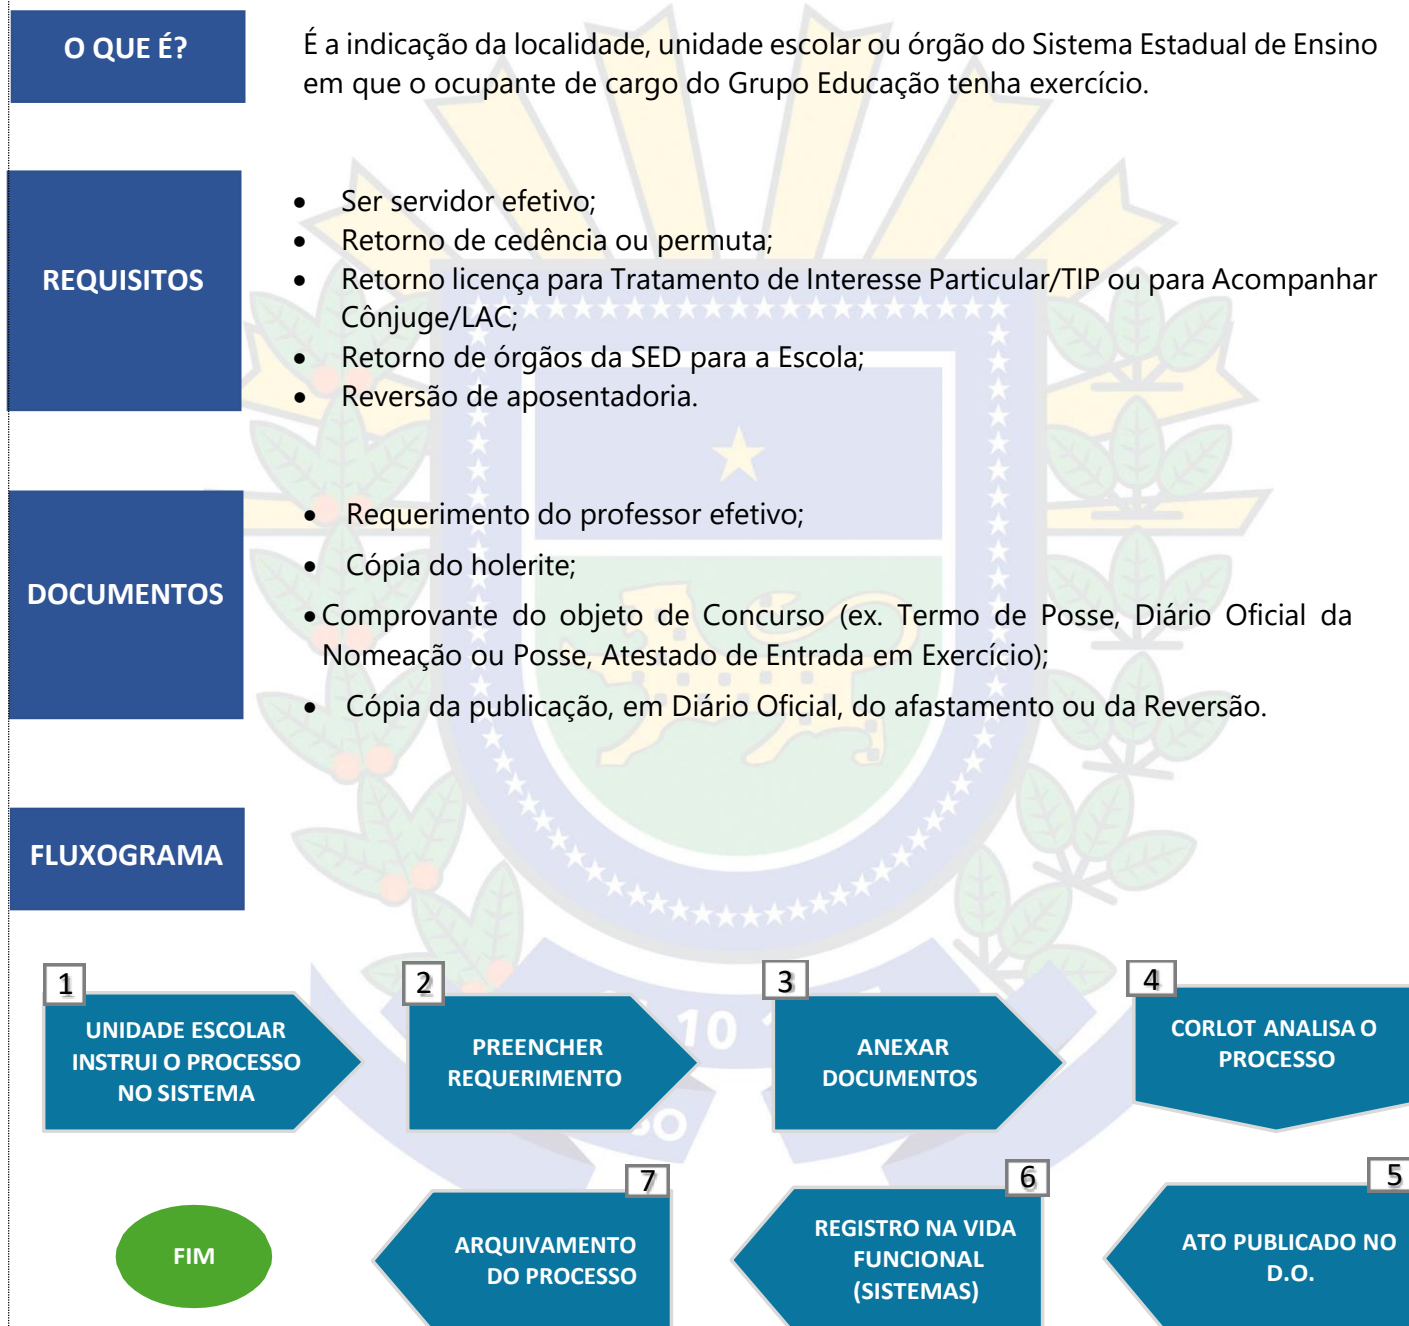 O QUE É?
É a indicação da localidade, unidade escolar ou órgão do Sistema Estadual de Ensino
em que o ocupante de cargo do Grupo Educação tenha exercício.
REQUISITOS
• Ser servidor efetivo;
• Retorno de cedência ou permuta;
• Retorno licença para Tratamento de Interesse Particular/TIP ou para Acompanhar
Cônjuge/LAC;
• Retorno de órgãos da SED para a Escola;
• Reversão de aposentadoria.
DOCUMENTOS
• Requerimento do professor efetivo;
• Cópia do holerite;
• Comprovante do objeto de Concurso (ex. Termo de Posse, Diário Oficial da
Nomeação ou Posse, Atestado de Entrada em Exercício);
• Cópia da publicação, em Diário Oficial, do afastamento ou da Reversão.
FLUXOGRAMA
1
UNIDADE ESCOLAR
INSTRUI O PROCESSO
NO SISTEMA
2
PREENCHER
REQUERIMENTO
3
ANEXAR
DOCUMENTOS
4
CORLOT ANALISA O
PROCESSO
5
ATO PUBLICADO NO
D.O.
6
REGISTRO NA VIDA
FUNCIONAL
(SISTEMAS)
7
ARQUIVAMENTO
DO PROCESSO
FIM
10